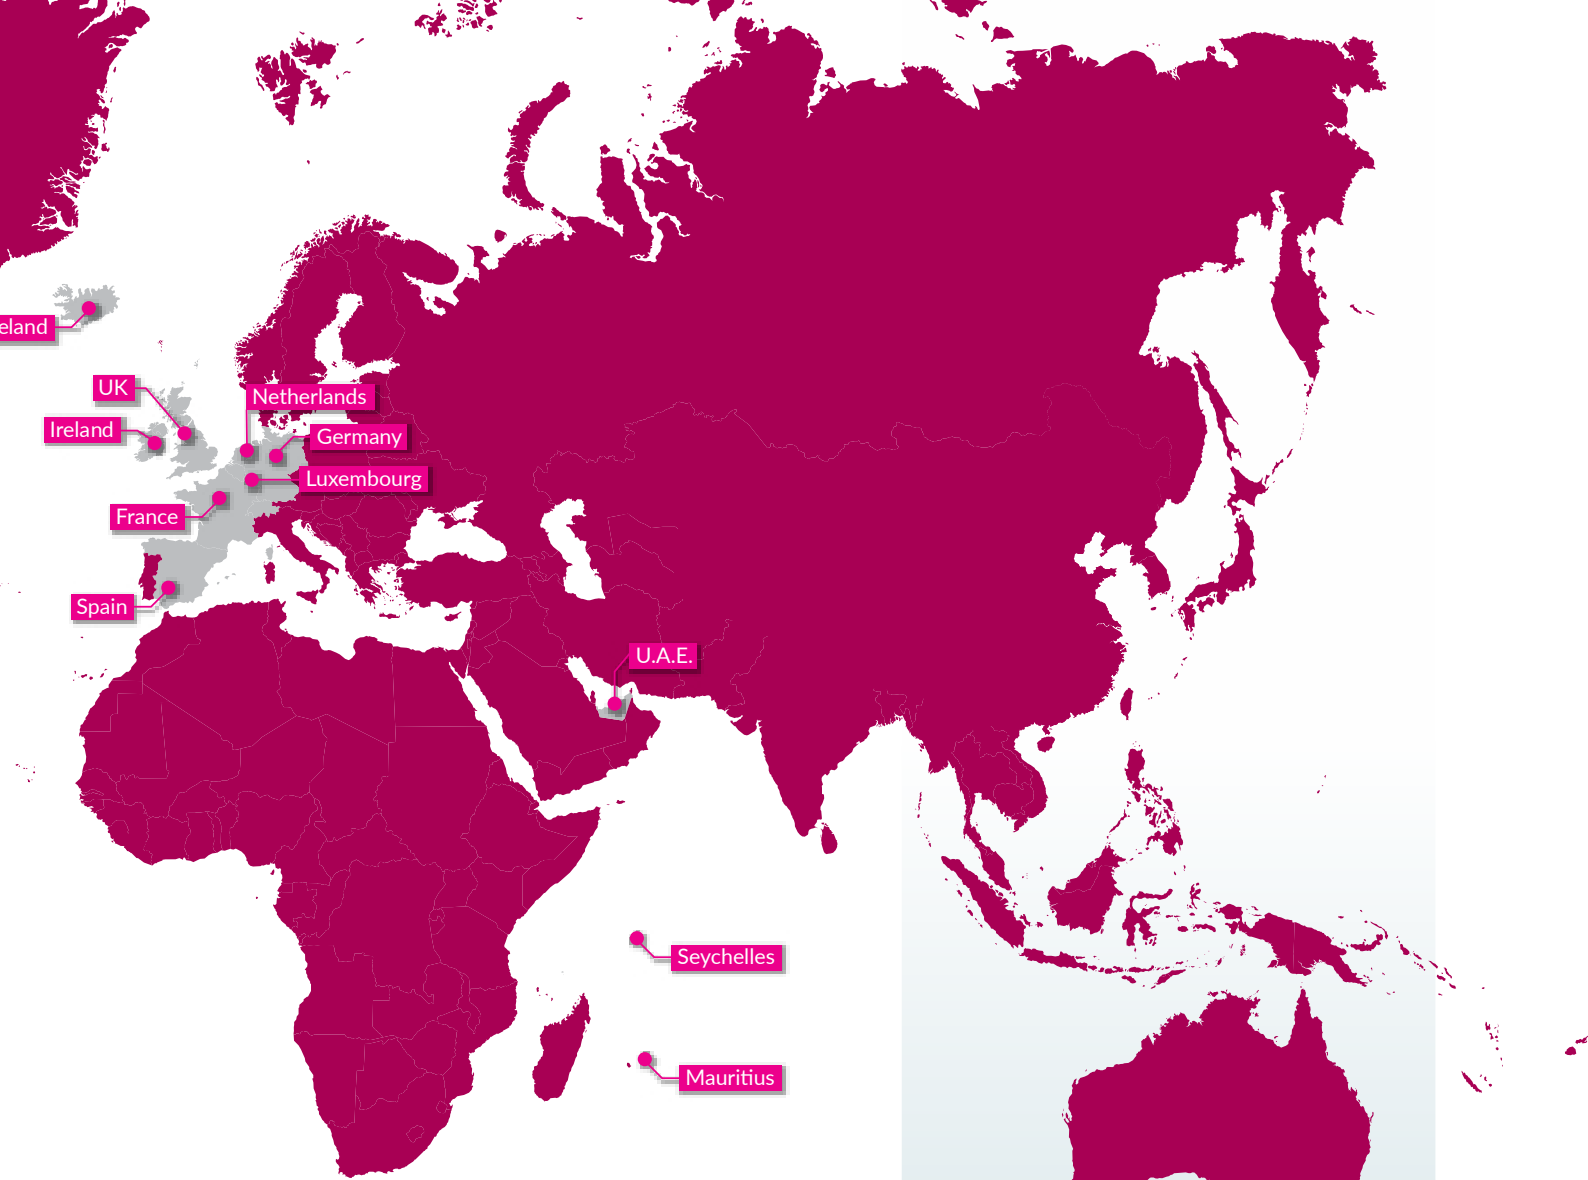 eland
UK
Netherlands
Ireland
Germany
Luxembourg
France
Spain
U.A.E.
Seychelles
Mauritius